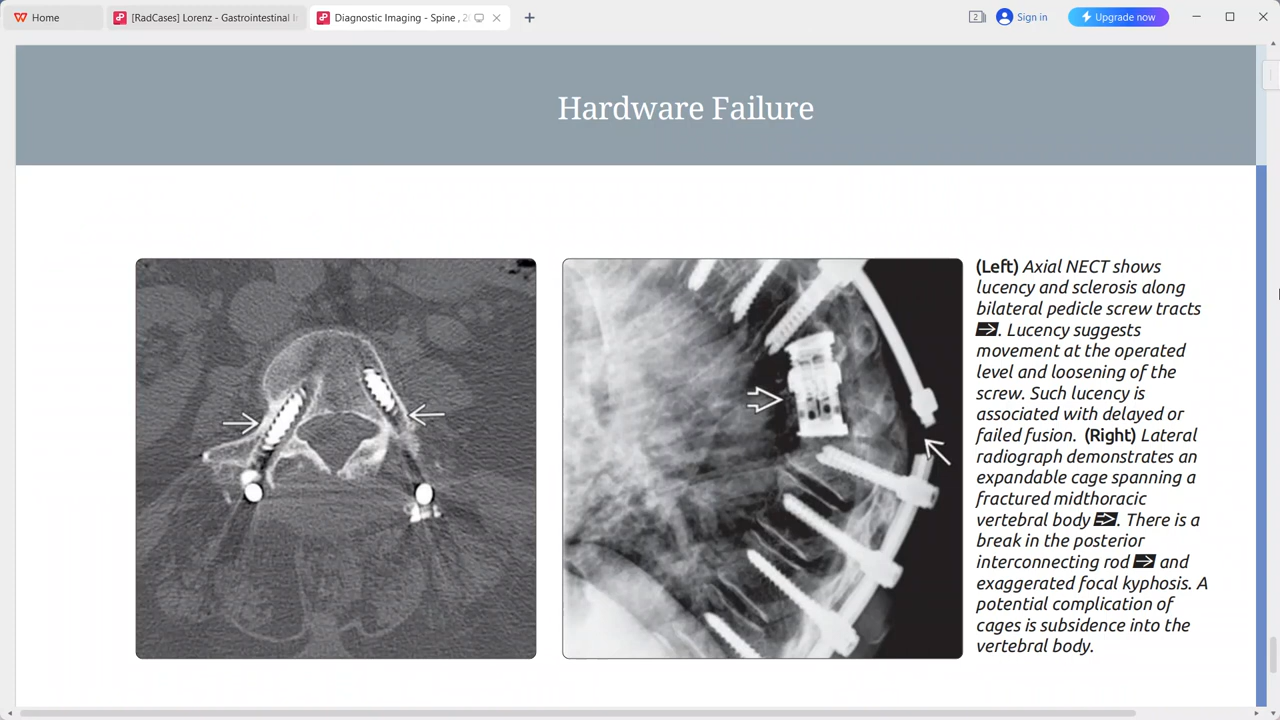 Home
[RadCases] Lorenz - Gastrointestinal I
Diagnostic Imaging - Spine , 2
2
Sign in
Upgrade now
Hardware Failure
(Left) Axial NECT shows
lucency and sclerosis along
bilateral pedicle screw tracts
. Lucency suggests
movement at the operated
level and loosening of the
screw. Such lucency is
associated with delayed or
failed fusion. (Right) Lateral
radiograph demonstrates an
expandable cage spanning a
fractured midthoracic
vertebral body . There is a
break in the posterior
interconnecting rod and
exaggerated focal kyphosis. A
potential complication of
cages is subsidence into the
vertebral body.